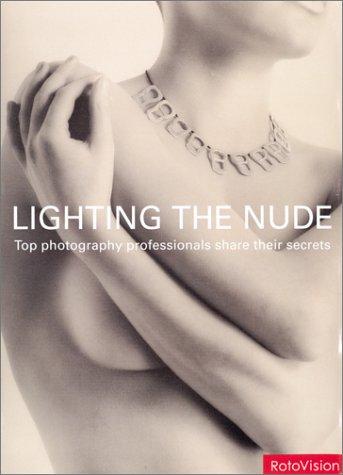 LIGHTING THE NUDE
Top photography professionals share their secrets
RotoVision